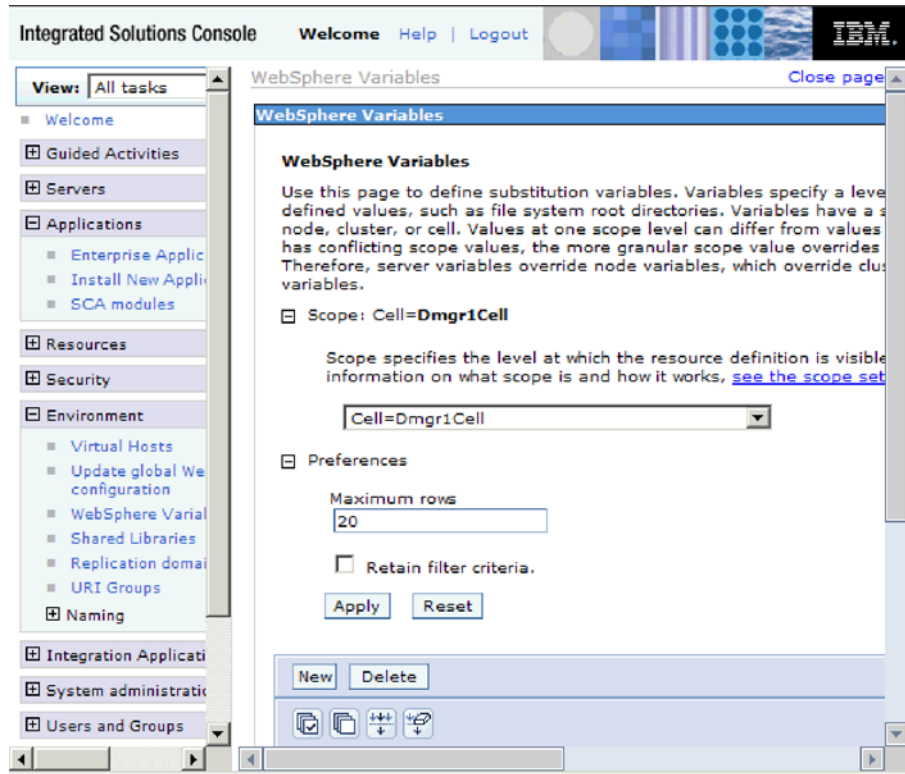 Integrated Solutions Console Welcome Help | Logout IBM.
View: All tasks
Welcome
Guided Activities
Servers
Applications
Enterprise Applic
Install New Appli
SCA modules
Resources
Security
Environment
Virtual Hosts
Update global We
configuration
WebSphere Varial
Shared Libraries
Replication domai
URI Groups
Naming
Integration Applicati
System administratio
Users and Groups
WebSphere Variables Close page
WebSphere Variables
WebSphere Variables
Use this page to define substitution variables. Variables specify a leve
defined values, such as file system root directories. Variables have a s
node, cluster, or cell. Values at one scope level can differ from values
has conflicting scope values, the more granular scope value overrides
Therefore, server variables override node variables, which override clus
variables.
Scope: Cell=Dmgr1Cell
Scope specifies the level at which the resource definition is visible
information on what scope is and how it works, see the scope set
Cell=Dmgr1Cell
Preferences
Maximum rows
20
Retain filter criteria.
Apply Reset
New Delete